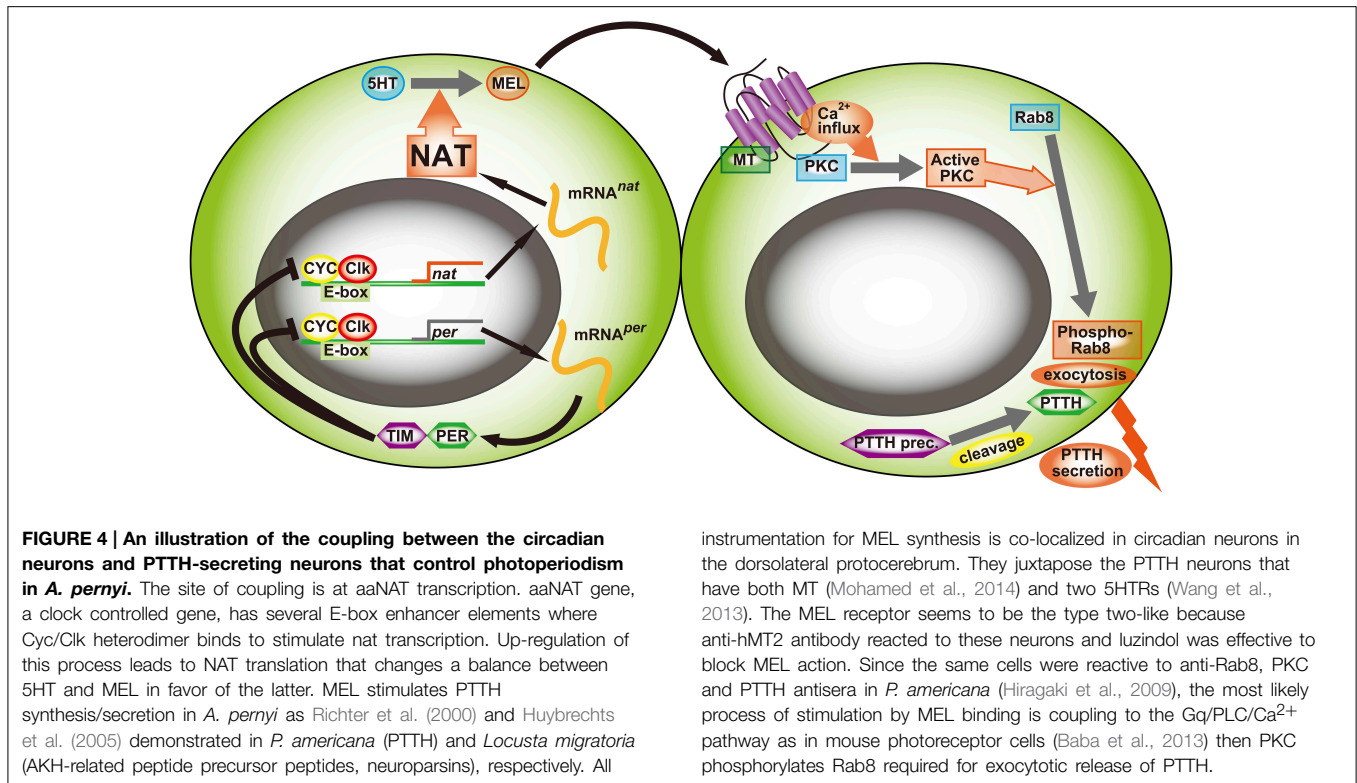 5HT
MEL
NAT
mRNAnat
CYC
Clk
nat
E-box
CYC
Clk
per
E-box
mRNAper
TIM
PER
Ca2+
influx
MT
PKC
Active
PKC
Rab8
Phospho-
Rab8
exocytosis
PTTH
PTTH prec.
cleavage
PTTH
secretion
FIGURE 4 | An illustration of the coupling between the circadian
neurons and PTTH-secreting neurons that control photoperiodism
in A. pernyi. The site of coupling is at aaNAT transcription. aaNAT gene,
a clock controlled gene, has several E-box enhancer elements where
Cyc/Clk heterodimer binds to stimulate nat transcription. Up-regulation of
this process leads to NAT translation that changes a balance between
5HT and MEL in favor of the latter. MEL stimulates PTTH
synthesis/secretion in A. pernyi as Richter et al. (2000) and Huybrechts
et al. (2005) demonstrated in P. americana (PTTH) and Locusta migratoria
(AKH-related peptide precursor peptides, neuroparsins), respectively. All
instrumentation for MEL synthesis is co-localized in circadian neurons in
the dorsolateral protocerebrum. They juxtapose the PTTH neurons that
have both MT (Mohamed et al., 2014) and two 5HTRs (Wang et al.,
2013). The MEL receptor seems to be the type two-like because
anti-hMT2 antibody reacted to these neurons and luzindol was effective to
block MEL action. Since the same cells were reactive to anti-Rab8, PKC
and PTTH antisera in P. americana (Hiragaki et al., 2009), the most likely
process of stimulation by MEL binding is coupling to the Gq/PLC/Ca2+
pathway as in mouse photoreceptor cells (Baba et al., 2013) then PKC
phosphorylates Rab8 required for exocytotic release of PTTH.